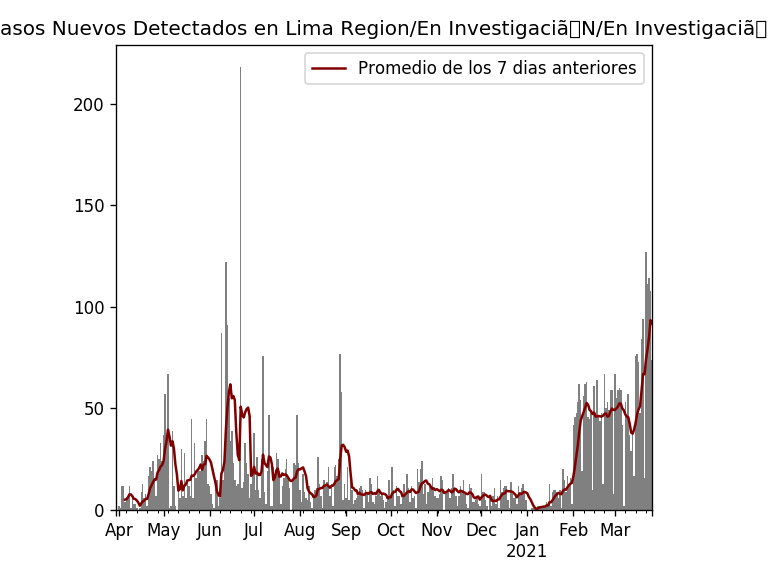 asos Nuevos Detectados en Lima Region/En Investigaciã▯N/En Investigaciã▯
Promedio de los 7 dias anteriores
200
150
100
50
0
Apr May Jun Jul Aug Sep Oct Nov Dec Jan Feb Mar
2021